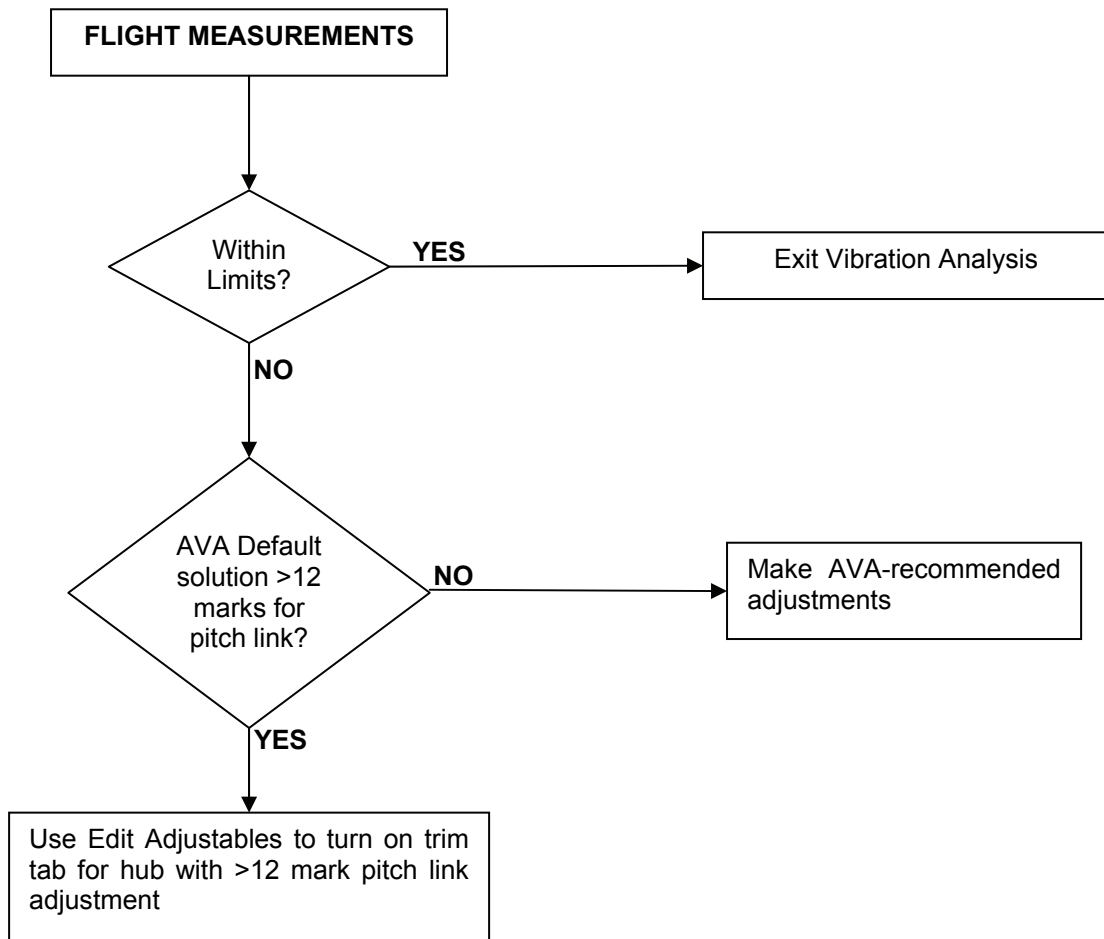 FLIGHT MEASUREMENTS
Within
Limits?
YES
Exit Vibration Analysis
NO
AVA Default
solution >12
marks for
pitch link?
NO
Make AVA-recommended
adjustments
YES
Use Edit Adjustables to turn on trim
tab for hub with >12 mark pitch link
adjustment